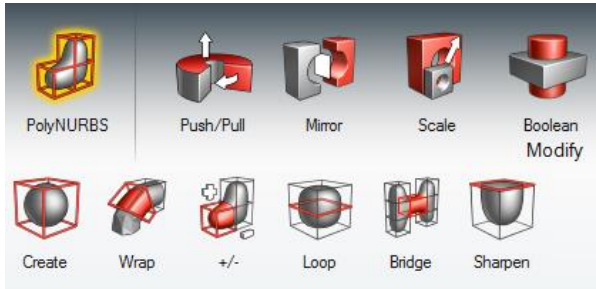 PolyNURBS Push/Pull Mirror Scale Boolean
Modify
Create Wrap +/- Loop Bridge Sharpen